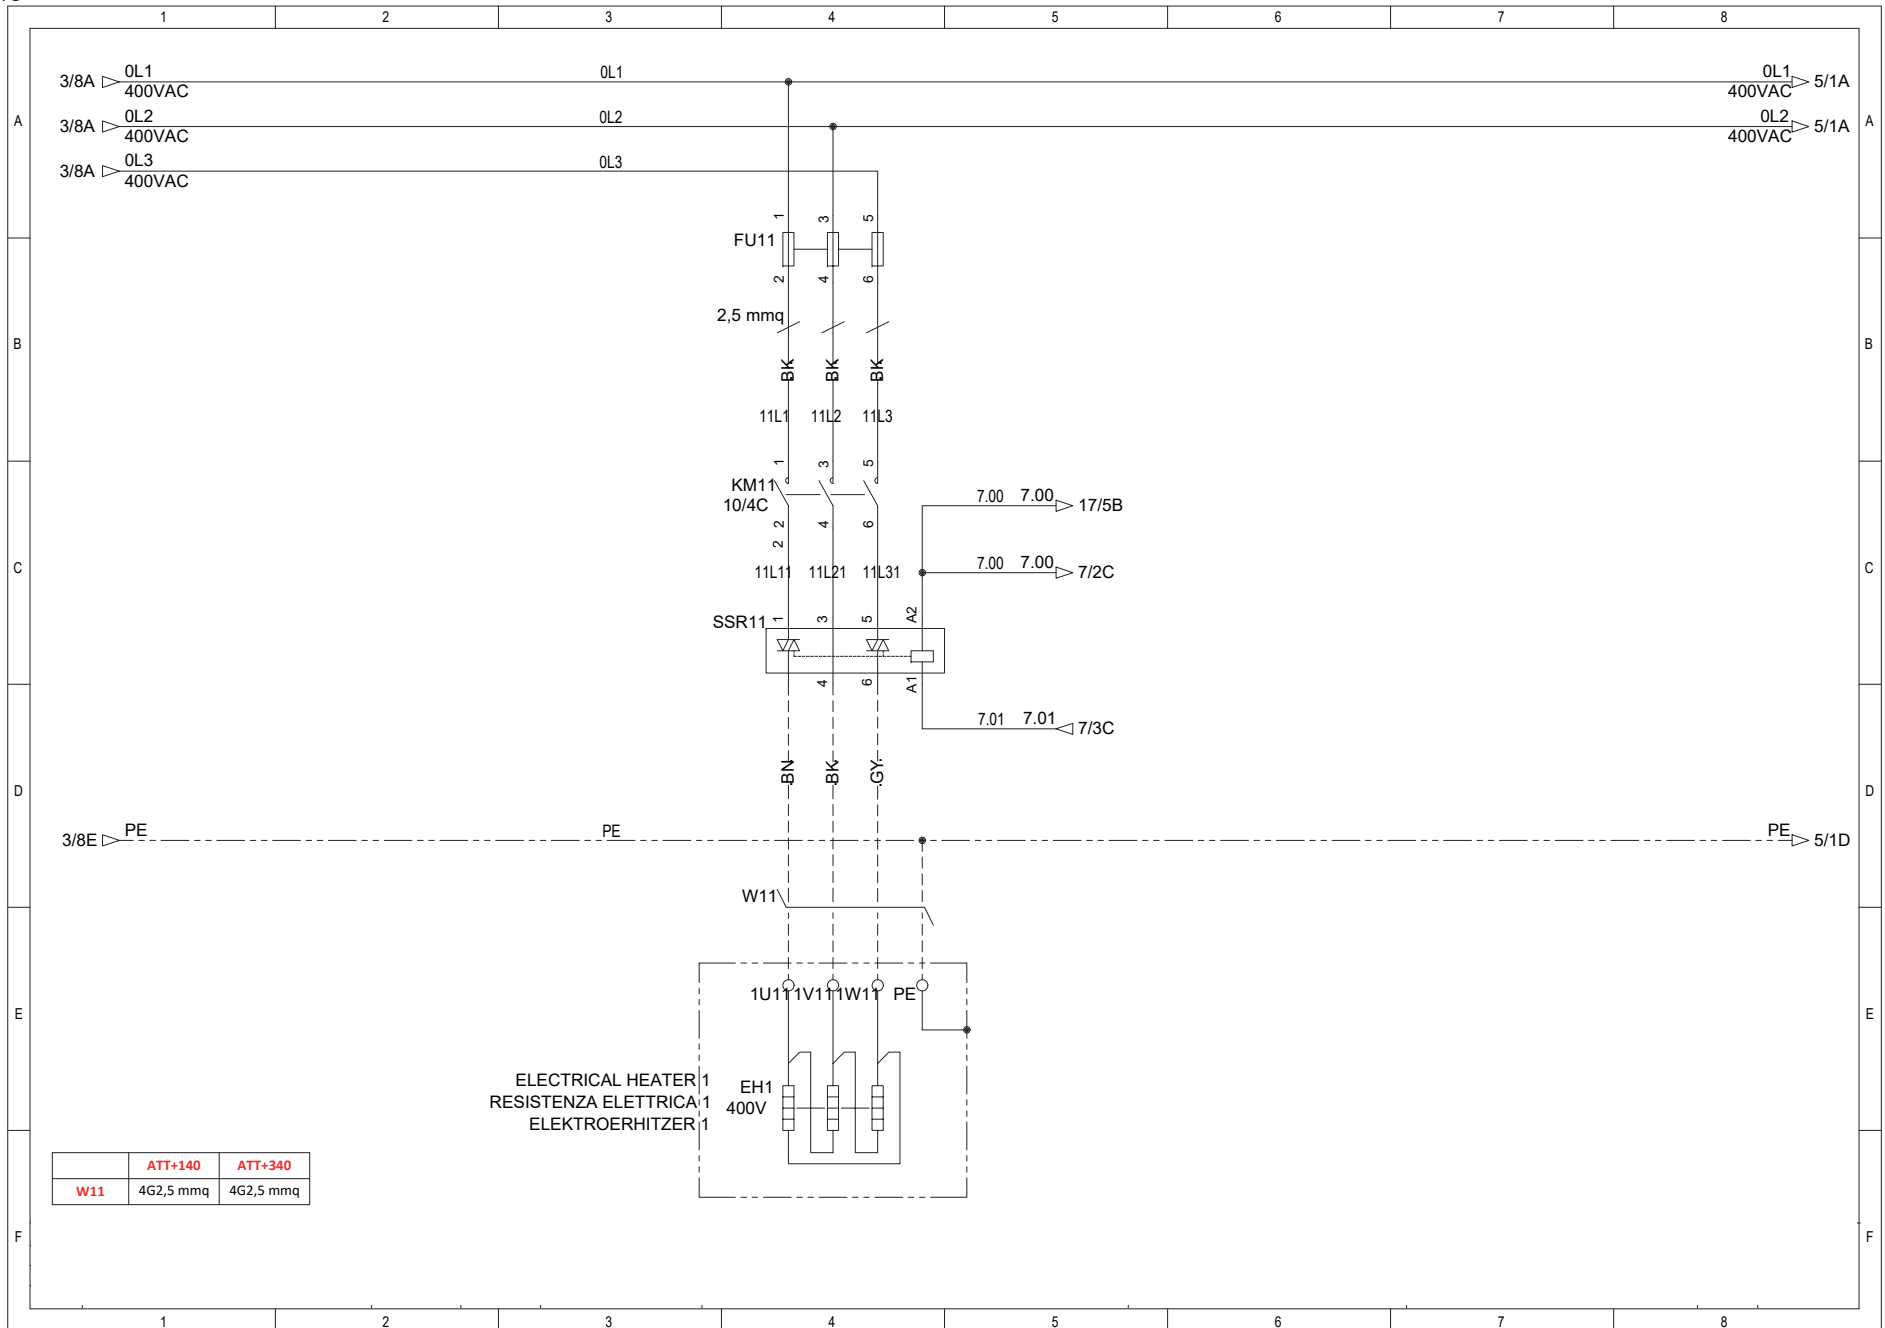 1 2 3 4 5 6 7 8
3/8A 0L1 0L1 0L1 5/1A
400VAC 400VAC
A A
3/8A 0L2 0L2 0L2 5/1A
400VAC 400VAC
3/8A 0L3 0L3
400VAC
1 3 5
FU11
2 4 6
2,5 mmq
B B
BK BK BK
11L1 11L2 11L3
1 3 5
KM11
10/4C
7.00 7.00 17/5B
2 4 6
2
C C
11L11 11L21 11L31
7.00 7.00 7/2C
SSR11 1 3 5 A2
4 6 A1
7.01 7.01 7/3C
BN BK GY
D D
3/8E PE PE PE 5/1D
W11
1U11 1V11 1W11 PE
E E
ELECTRICAL HEATER 1
RESISTENZA ELETTRICA 1
ELEKTROERHITZER 1
EH1
400V
ATT+140 ATT+340
W11 4G2,5 mmq 4G2,5 mmq
F F
1 2 3 4 5 6 7 8